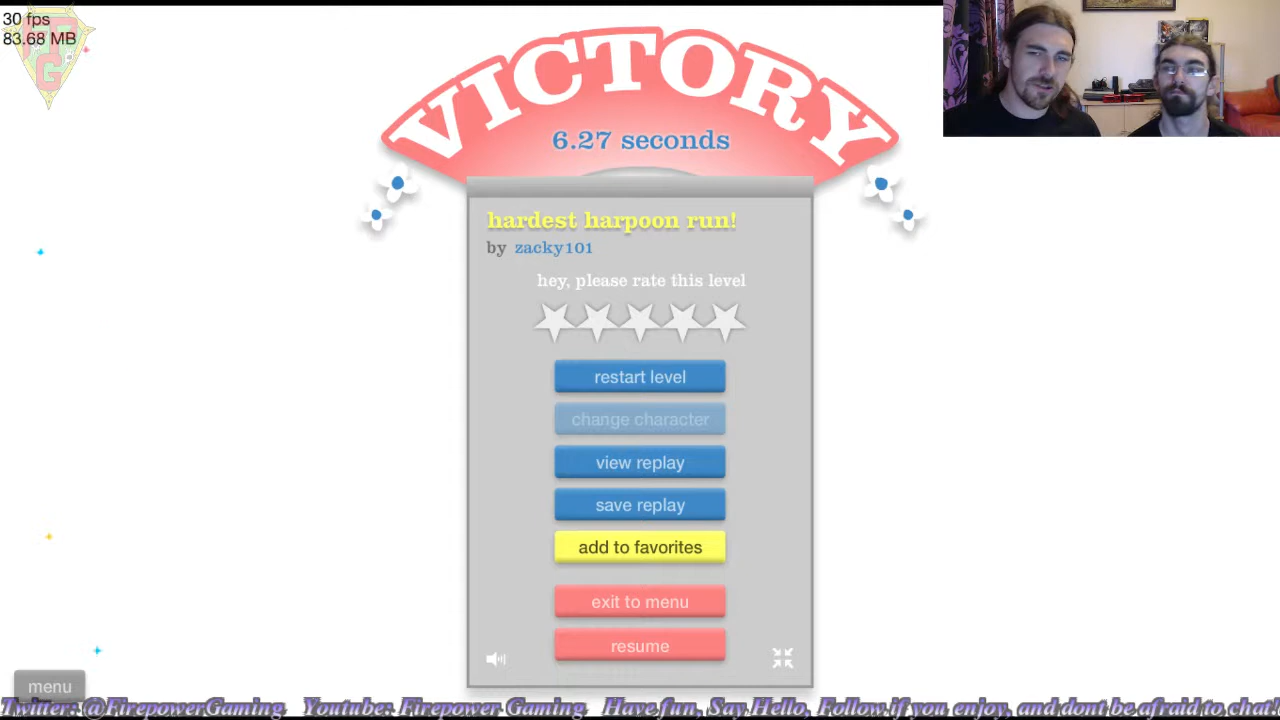 30 fps
83.68 MB
VICTORY
6.27 seconds
hardest harpoon run!
by zacky101
hey, please rate this level
restart level
change character
view replay
save replay
add to favorites
exit to menu
resume
menu
Twitter: @FirepowerGaming Youtube: Firepower Gaming Have fun, Say Hello, Follow if you enjoy, and dont be afraid to chat!